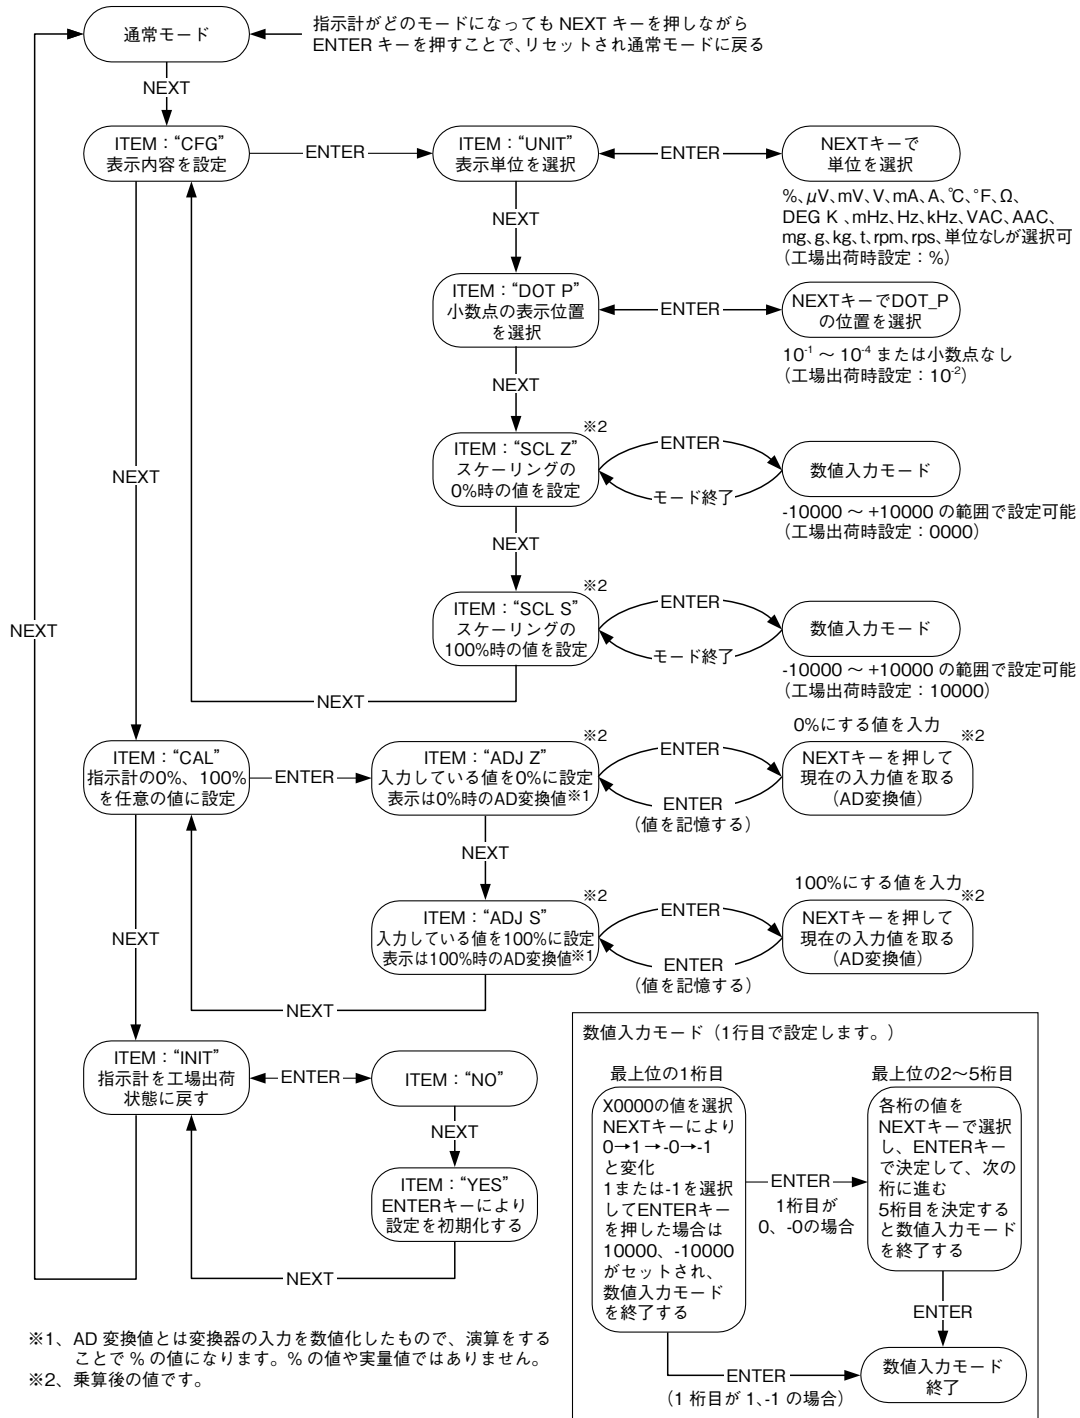 通常モード
指示計がどのモードになっても NEXT キーを押しながら
ENTER キーを押すことで、リセットされ通常モードに戻る
NEXT
ITEM：“CFG”
表示内容を設定
ENTER
ITEM：“UNIT”
表示単位を選択
ENTER
NEXTキーで
単位を選択
%、μV、mV、V、mA、A、℃、°F、Ω、
DEG K 、mHz、Hz、kHz、VAC、AAC、
mg、g、kg、t、rpm、rps、単位なしが選択可
（工場出荷時設定：%）
NEXT
ITEM：“DOT P”
小数点の表示位置
を選択
ENTER
NEXTキーでDOT_P
の位置を選択
10-1 ～ 10-4 または小数点なし
（工場出荷時設定：10-2）
NEXT
※2
ITEM：“SCL Z”
スケーリングの
0%時の値を設定
ENTER
モード終了
数値入力モード
-10000 ～ +10000 の範囲で設定可能
（工場出荷時設定：0000）
NEXT
NEXT
※2
ITEM：“SCL S”
スケーリングの
100%時の値を設定
ENTER
モード終了
数値入力モード
-10000 ～ +10000 の範囲で設定可能
（工場出荷時設定：10000）
NEXT
NEXT
ITEM：“CAL”
指示計の0%、100%
を任意の値に設定
ENTER
※2
ITEM：“ADJ Z”
入力している値を0%に設定
表示は0%時のAD変換値※1
ENTER
ENTER
（値を記憶する）
0%にする値を入力
※2
NEXTキーを押して
現在の入力値を取る
（AD変換値）
NEXT
NEXT
※2
ITEM：“ADJ S”
入力している値を100%に設定
表示は100%時のAD変換値※1
ENTER
ENTER
（値を記憶する）
100%にする値を入力
※2
NEXTキーを押して
現在の入力値を取る
（AD変換値）
NEXT
ITEM：“INIT”
指示計を工場出荷
状態に戻す
ENTER
ITEM：“NO”
NEXT
ITEM：“YES”
ENTERキーにより
設定を初期化する
NEXT
数値入力モード（1行目で設定します。）
最上位の1桁目
X0000の値を選択
NEXTキーにより
0→1→-0→-1
と変化
1または-1を選択
してENTERキー
を押した場合は
10000、-10000
がセットされ、
数値入力モード
を終了する
ENTER
1桁目が
0、-0の場合
最上位の2～5桁目
各桁の値を
NEXTキーで選択
し、ENTERキー
で決定して、次の
桁に進む
5桁目を決定する
と数値入力モード
を終了する
ENTER
ENTER
（1 桁目が 1、-1 の場合）
数値入力モード
終了
※1、AD 変換値とは変換器の入力を数値化したもので、演算をする
ことで % の値になります。% の値や実量値ではありません。
※2、乗算後の値です。